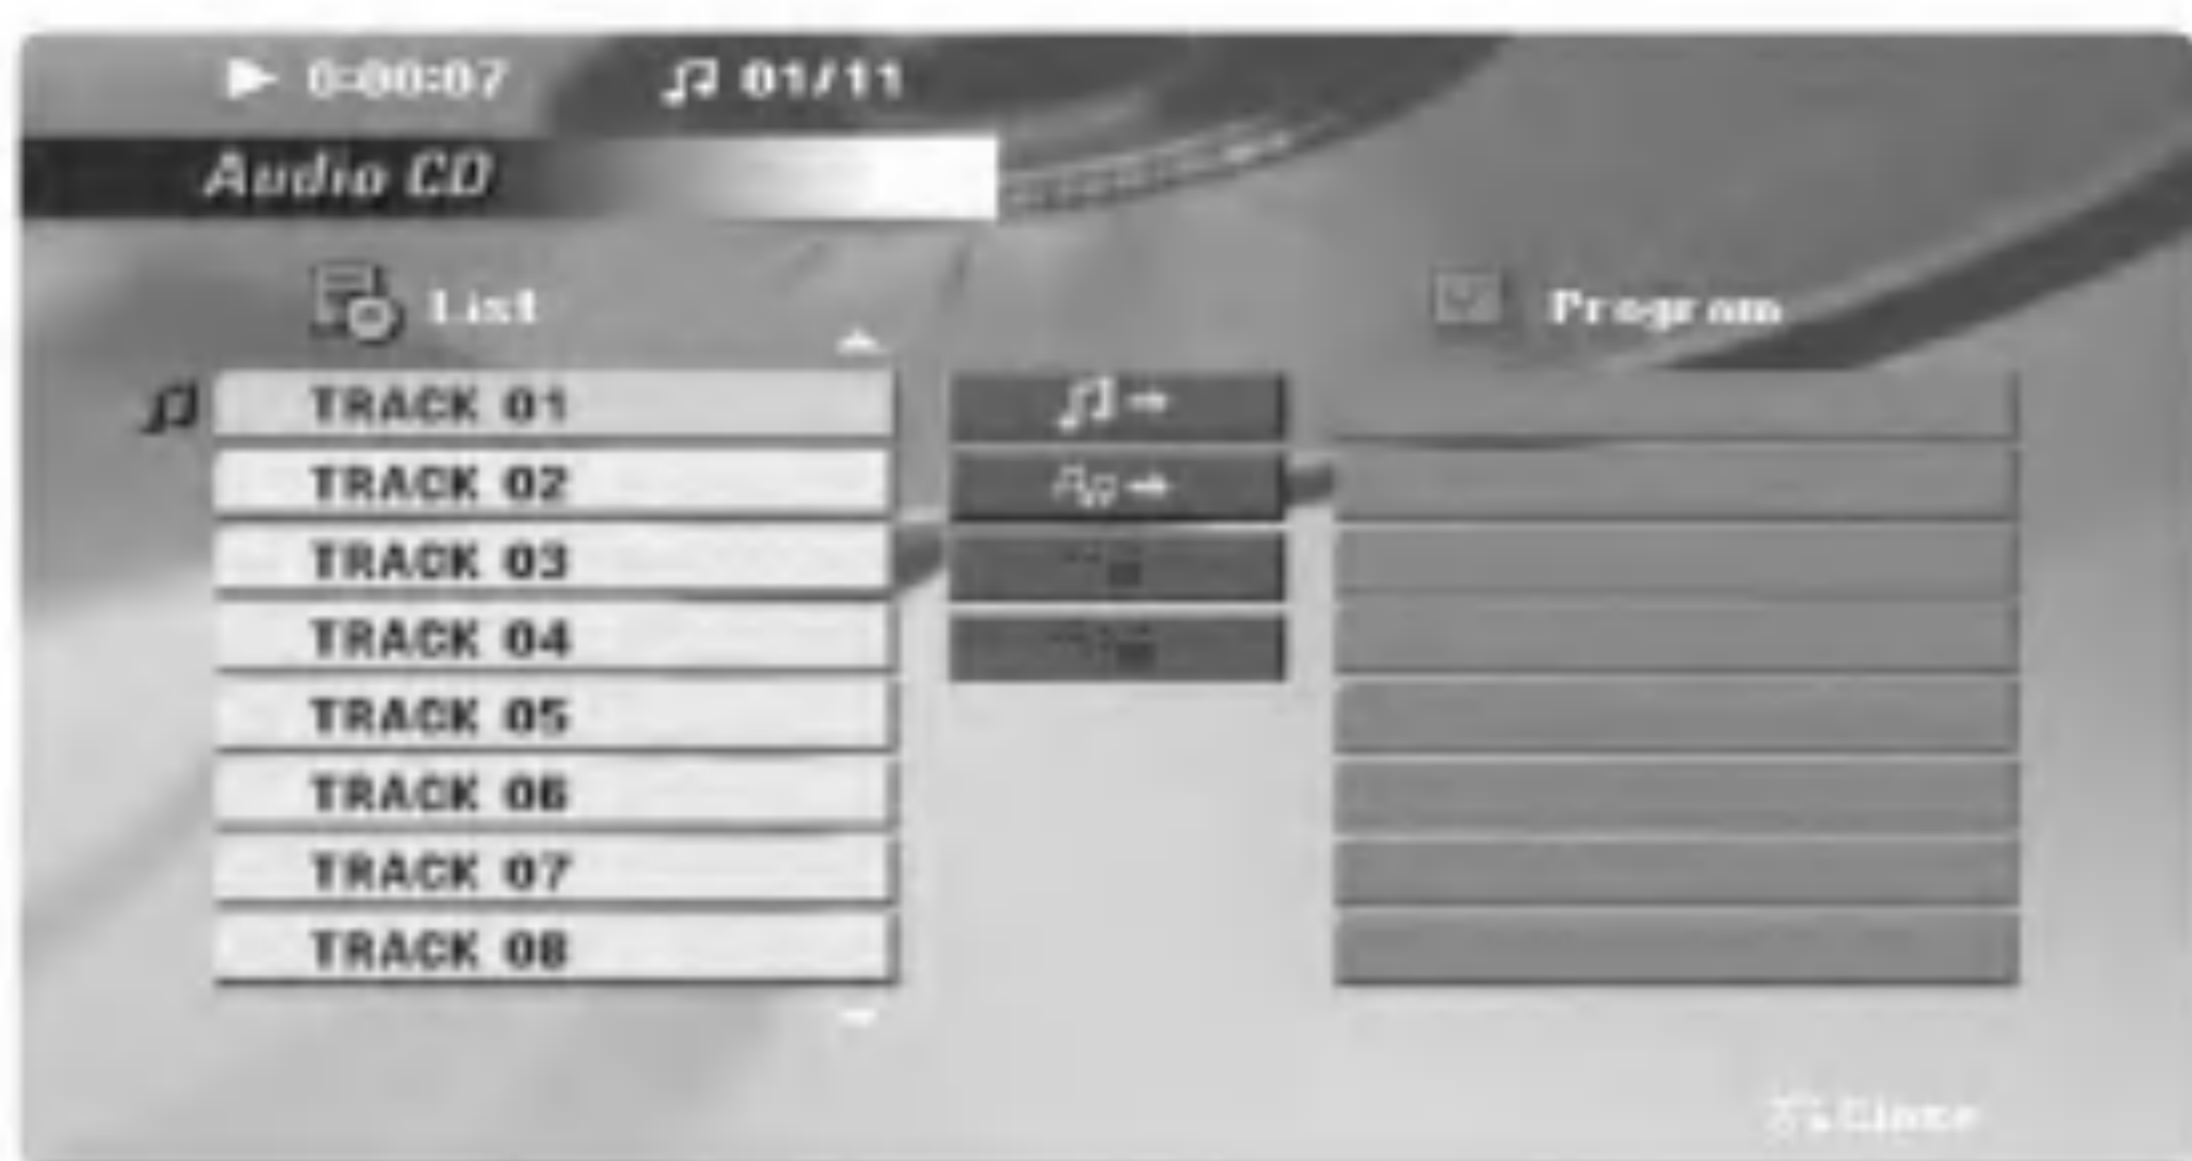 0:00:07 01/11
Audio CD
List
Program
TRACK 01
TRACK 02
TRACK 03
TRACK 04
TRACK 05
TRACK 06
TRACK 07
TRACK 08
Close